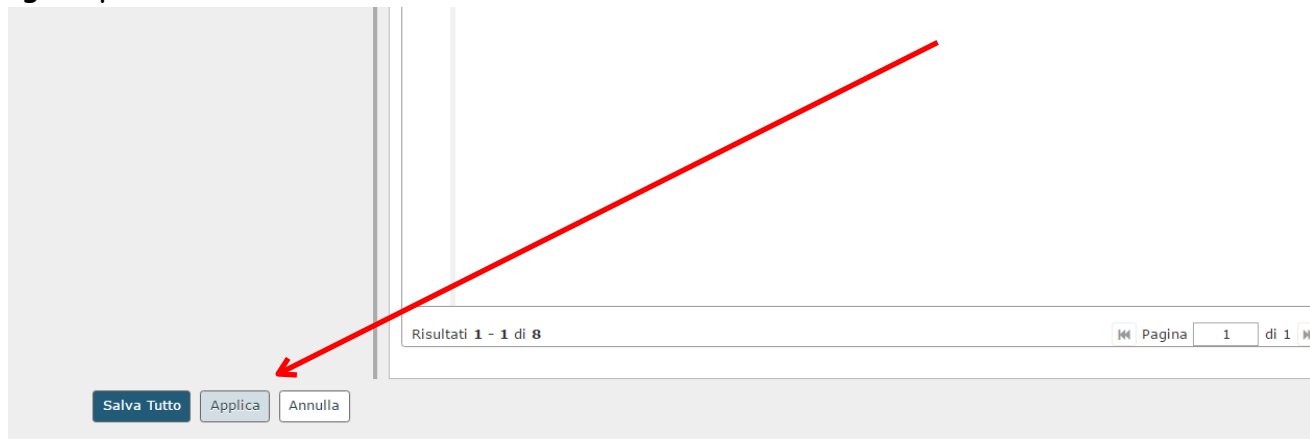 Risultati 1 - 1 di 8
Pagina 1 di 1
Salva Tutto Applica Annulla